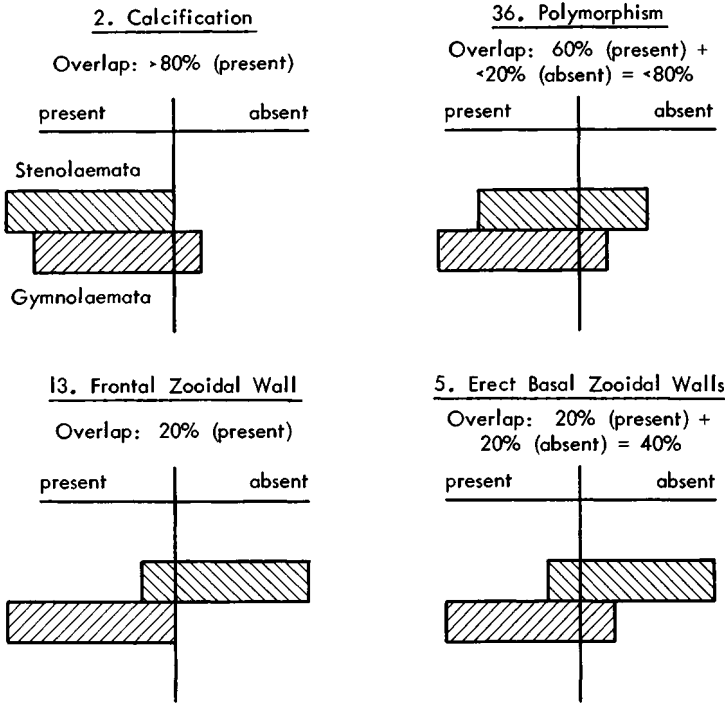 2. Calcification
Overlap: >80% (present)
present absent
Stenolaemata
Gymnolaemata
36. Polymorphism
Overlap: 60% (present) +
<20% (absent) = <80%
present absent
13. Frontal Zooidal Wall
Overlap: 20% (present)
present absent
5. Erect Basal Zooidal Walls
Overlap: 20% (present) +
20% (absent) = 40%
present absent